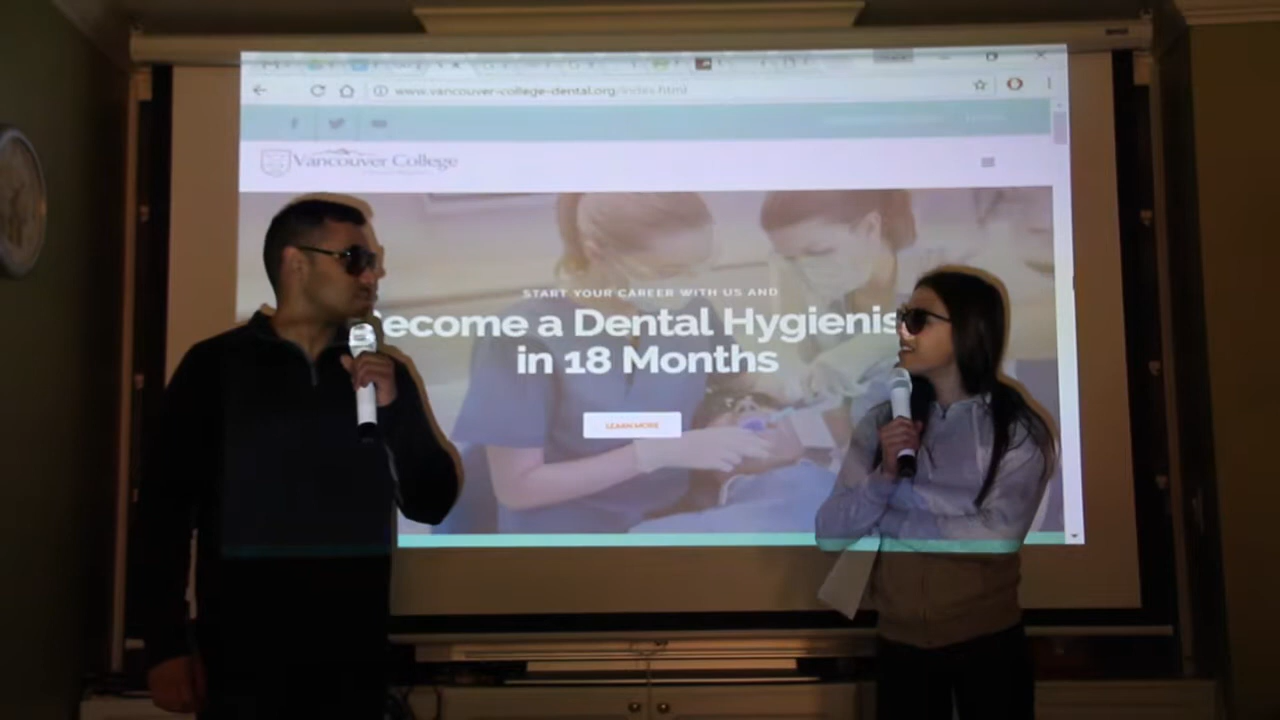 www.vancouver-college-dental.org/index.html
Vancouver College
START YOUR CAREER WITH US AND
ecome a Dental Hygienis
in 18 Months
LEARN MORE